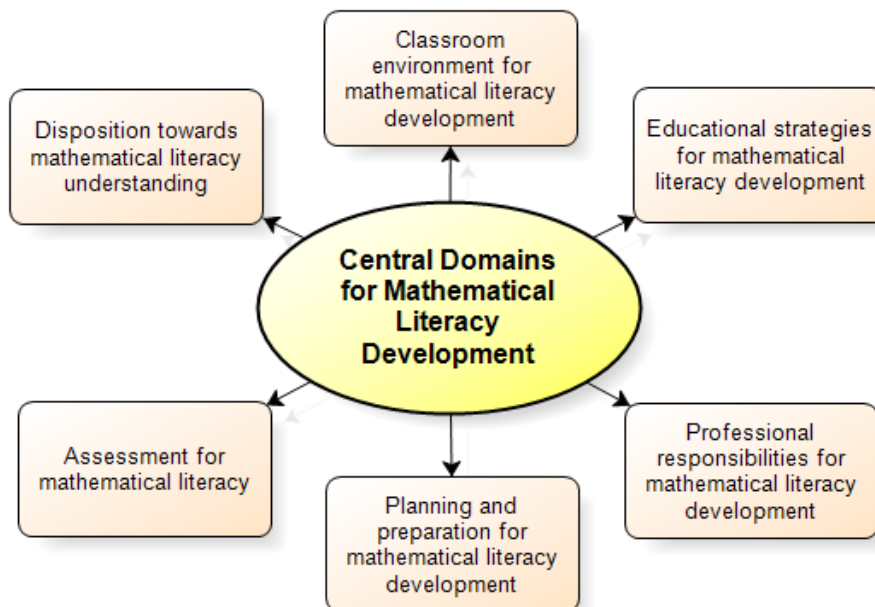 Classroom
environment for
mathematical literacy
development
Disposition towards
mathematical literacy
understanding
Educational strategies
for mathematical
literacy development
Central Domains
for Mathematical
Literacy
Development
Assessment for
mathematical literacy
Planning and
preparation for
mathematical literacy
development
Professional
responsibilities for
mathematical literacy
development